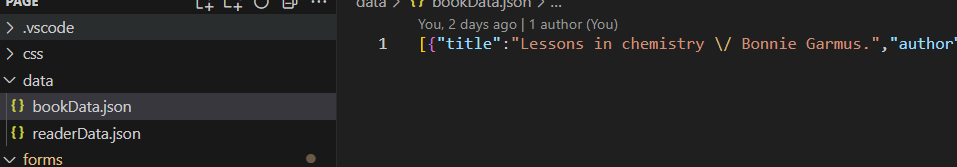 PAGE
data > {} bookData.json > ...
You, 2 days ago | 1 author (You)
.vscode
1 [{"title":"Lessons in chemistry \/ Bonnie Garmus.","author"
css
data
{} bookData.json
{} readerData.json
forms